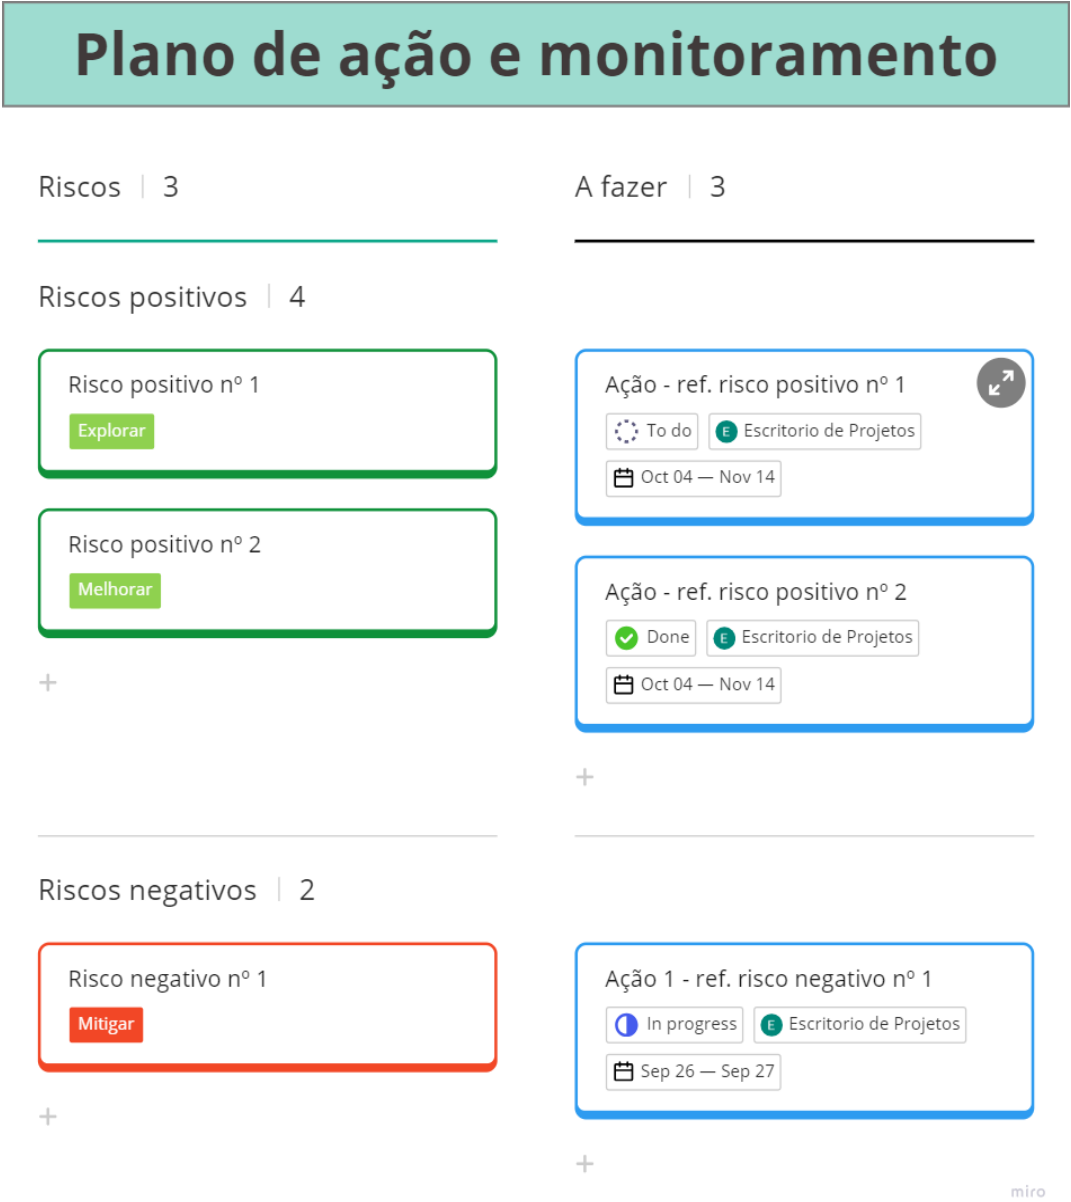 Plano de ação e monitoramento
Riscos | 3
A fazer | 3
Riscos positivos | 4
Risco positivo nº 1
Explorar
Risco positivo nº 2
Melhorar
+
Ação - ref. risco positivo nº 1
To do E Escritorio de Projetos
Oct 04 — Nov 14
Ação - ref. risco positivo nº 2
Done E Escritorio de Projetos
Oct 04 — Nov 14
+
Riscos negativos | 2
Risco negativo nº 1
Mitigar
+
Ação 1 - ref. risco negativo nº 1
In progress E Escritorio de Projetos
Sep 26 — Sep 27
+
miro